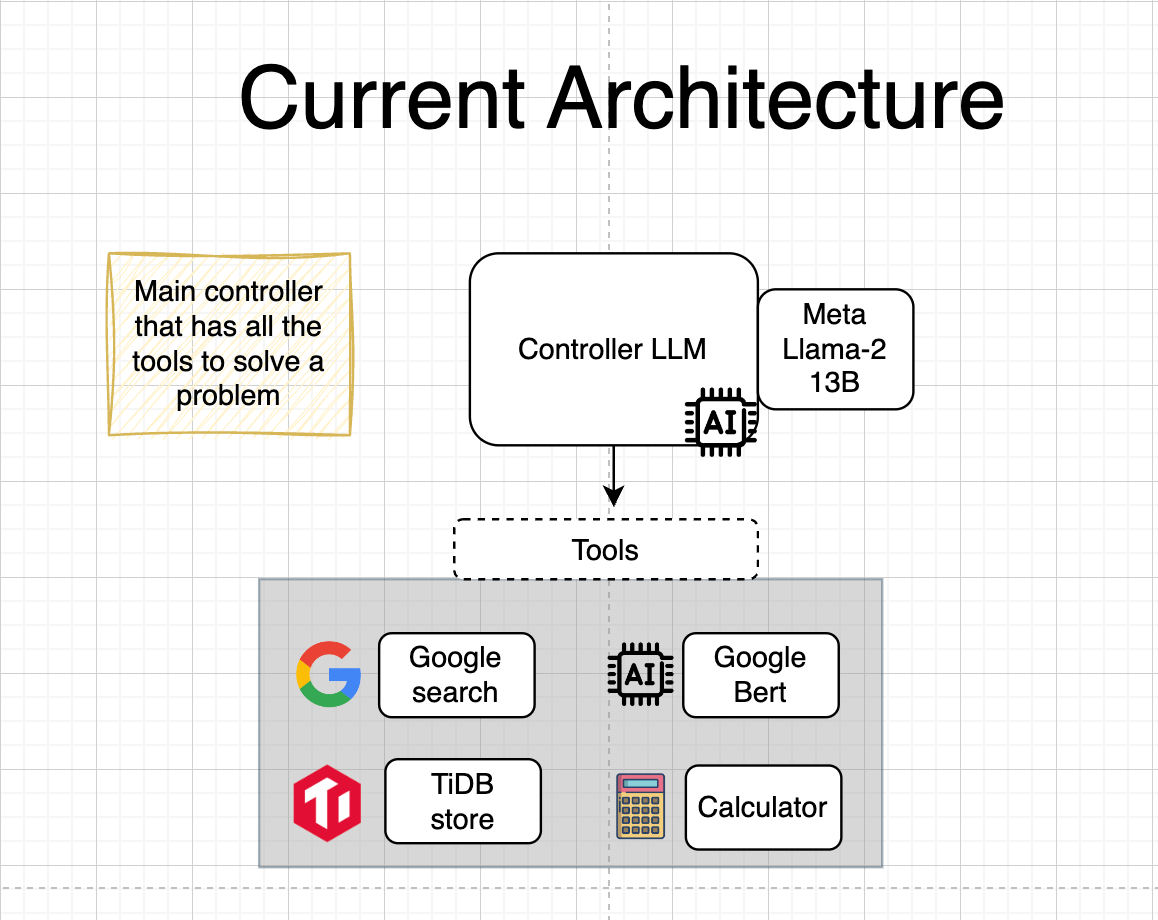 Current Architecture
Main controller
that has all the
tools to solve a
problem
Controller LLM
AI
Meta
Llama-2
13B
Tools
Google
search
AI
Google
Bert
TiDB
store
Calculator